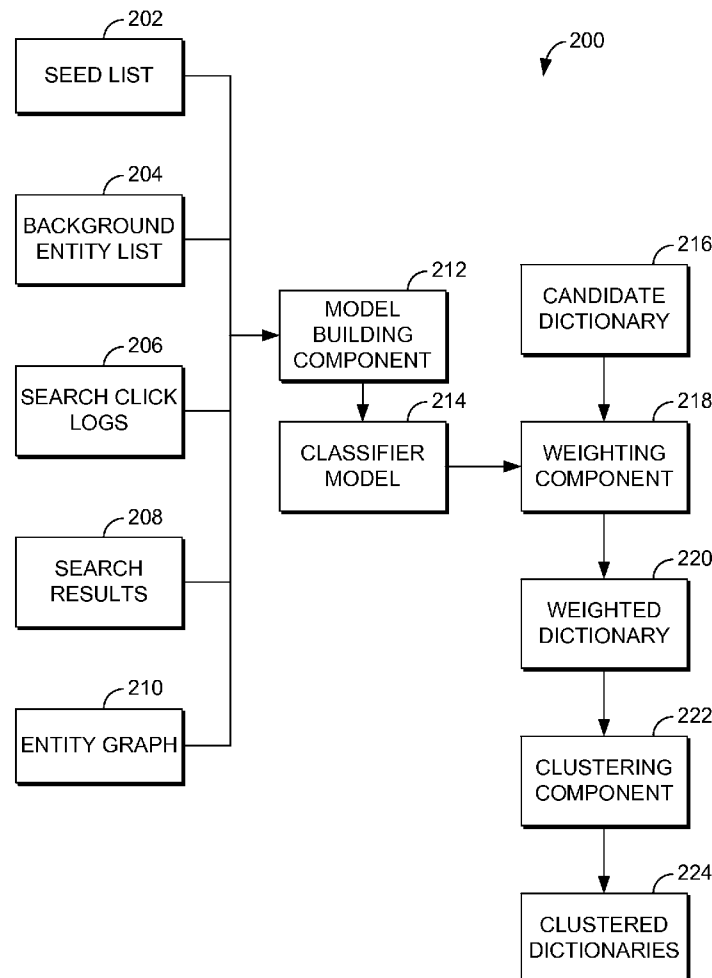 202
SEED LIST
200
204
BACKGROUND
ENTITY LIST
206
SEARCH CLICK
LOGS
208
SEARCH
RESULTS
210
ENTITY GRAPH
212
MODEL
BUILDING
COMPONENT
214
CLASSIFIER
MODEL
216
CANDIDATE
DICTIONARY
218
WEIGHTING
COMPONENT
220
WEIGHTED
DICTIONARY
222
CLUSTERING
COMPONENT
224
CLUSTERED
DICTIONARIES